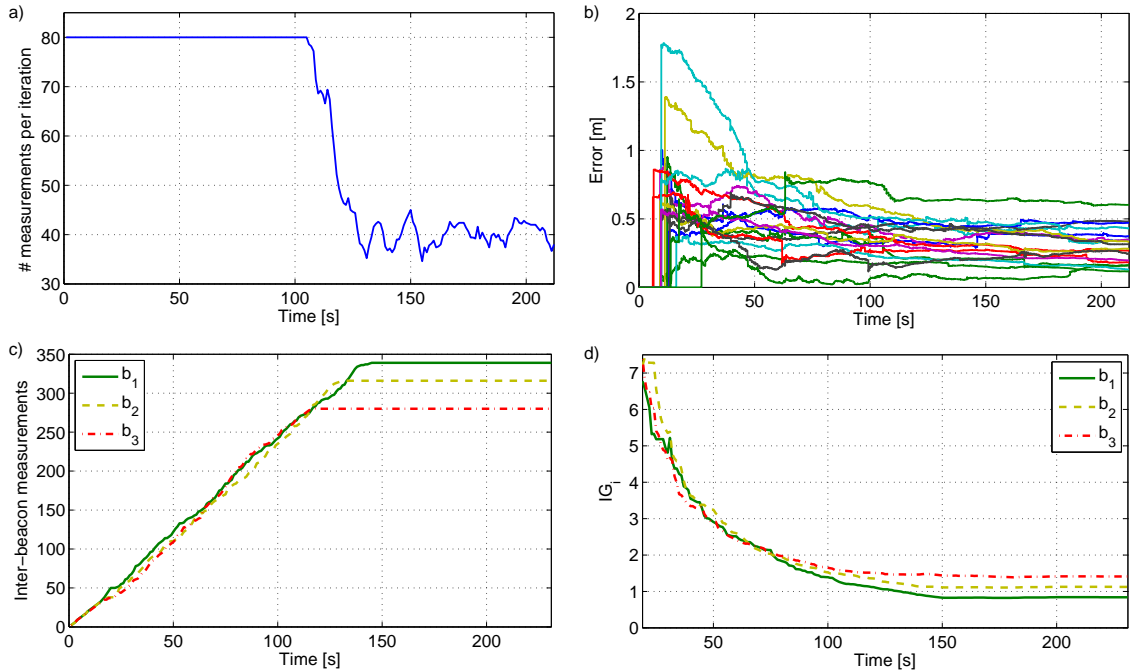 a)
# measurements per iteration
80
70
60
50
40
30
0
50
100
150
200
Time [s]
b)
Error [m]
2
1.5
1
0.5
0
0
50
100
150
200
Time [s]
c)
Inter-beacon measurements
350
300
250
200
150
100
50
0
0
50
100
150
200
Time [s]
b1
b2
b3
d)
IGi
7
6
5
4
3
2
1
0
50
100
150
200
Time [s]
b1
b2
b3